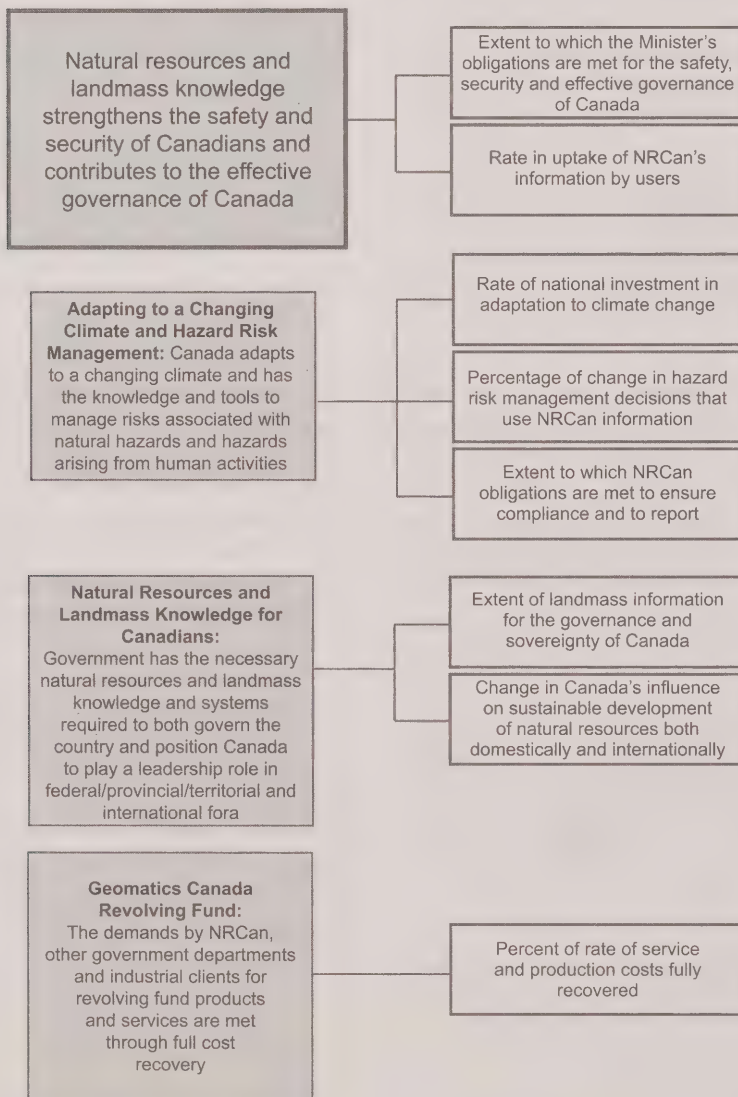 Natural resources and
landmass knowledge
strengthens the safety and
security of Canadians and
contributes to the effective
governance of Canada
Extent to which the Minister's
obligations are met for the safety,
security and effective governance
of Canada
Rate in uptake of NRCan's
information by users
Adapting to a Changing
Climate and Hazard Risk
Management: Canada adapts
to a changing climate and has
the knowledge and tools to
manage risks associated with
natural hazards and hazards
arising from human activities
Rate of national investment in
adaptation to climate change
Percentage of change in hazard
risk management decisions that
use NRCan information
Extent to which NRCan
obligations are met to ensure
compliance and to report
Natural Resources and
Landmass Knowledge for
Canadians:
Government has the necessary
natural resources and landmass
knowledge and systems
required to both govern the
country and position Canada
to play a leadership role in
federal/provincial/territorial and
international fora
Extent of landmass information
for the governance and
sovereignty of Canada
Change in Canada's influence
on sustainable development
of natural resources both
domestically and internationally
Geomatics Canada
Revolving Fund:
The demands by NRCan,
other government departments
and industrial clients for
revolving fund products
and services are met
through full cost
recovery
Percent of rate of service
and production costs fully
recovered